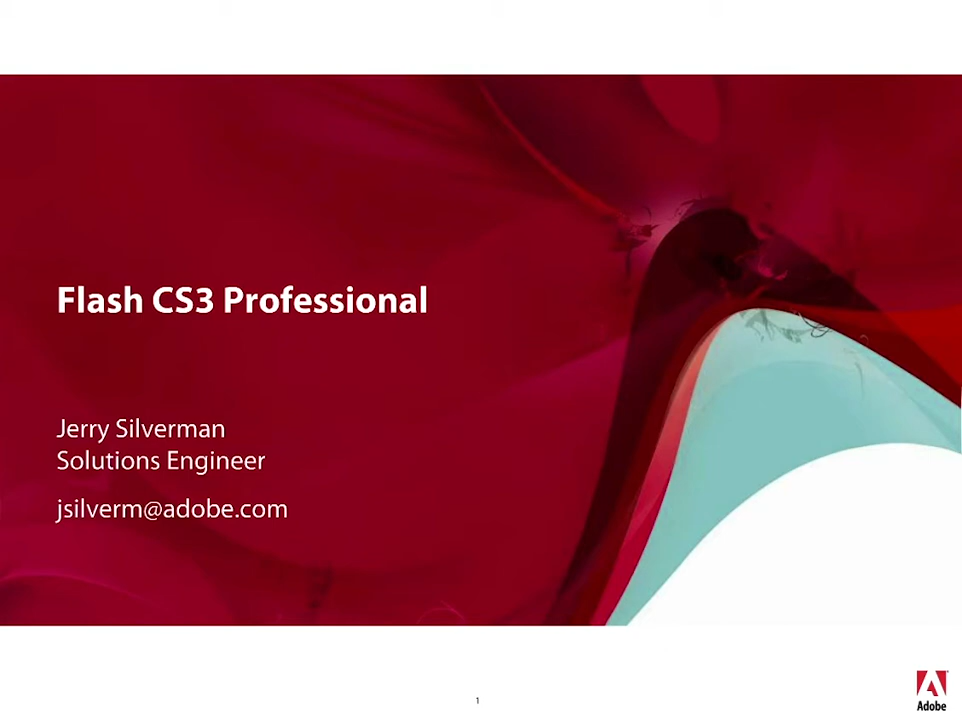 Flash CS3 Professional
Jerry Silverman
Solutions Engineer
jsilverm@adobe.com
1
Adobe